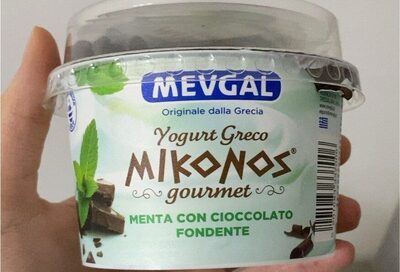 MEVGAL
Originale dalla Grecia
Yogurt Greco
MIKONOS®
gourmet
MENTA CON CIOCCOLATO
FONDENTE